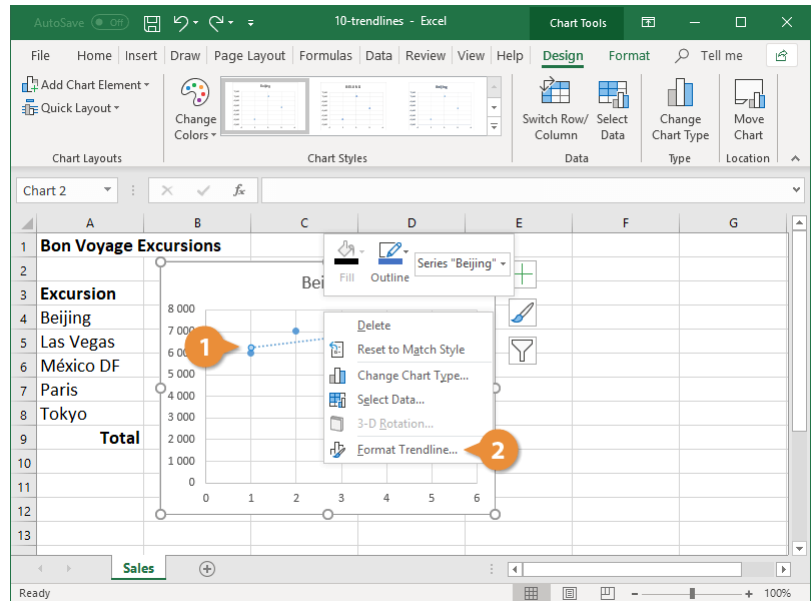 AutoSave Off 10-trendlines - Excel Chart Tools
File Home Insert Draw Page Layout Formulas Data Review View Help Design Format Tell me
Add Chart Element
Quick Layout
Change
Colors
Switch Row/
Column
Select
Data
Change
Chart Type
Move
Chart
Chart Layouts Chart Styles Data Type Location
Chart 2 fx
A B C D E F G
1 Bon Voyage Excursions
2
3 Excursion
4 Beijing
5 Las Vegas
6 México DF
7 Paris
8 Tokyo
9 Total
10
11
12
13
Fill Outline Series "Beijing"
Bei
8 000
7 000
6 00
5 000
4 000
3 000
2 000
1 000
0
0 1 2 3 4 5 6
1
Delete
Reset to Match Style
Change Chart Type...
Select Data...
3-D Rotation...
Format Trendline...
2
Sales
Ready 100%